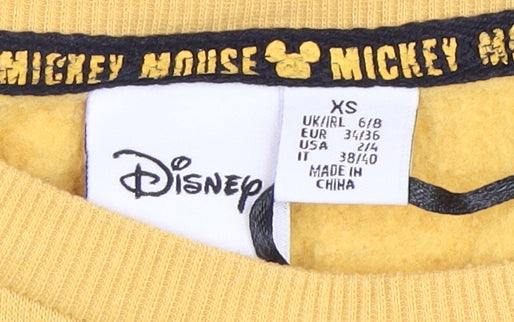 MICKEY MOUSE MICKEY
Disney
XS
UK/IRL 6/8
EUR 34/36
USA 2/4
IT 38/40
MADE IN
CHINA